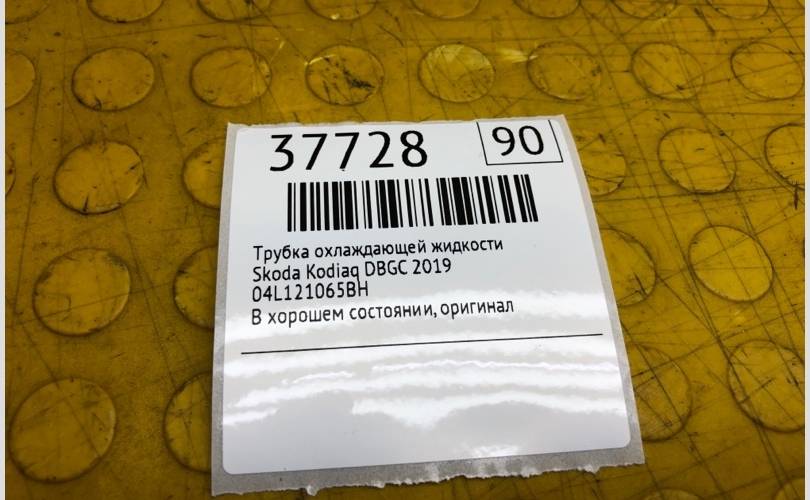 37728
90
Трубка охлаждающей жидкости
Skoda Kodiaq DBGC 2019
04L121065BH
В хорошем состоянии, оригинал